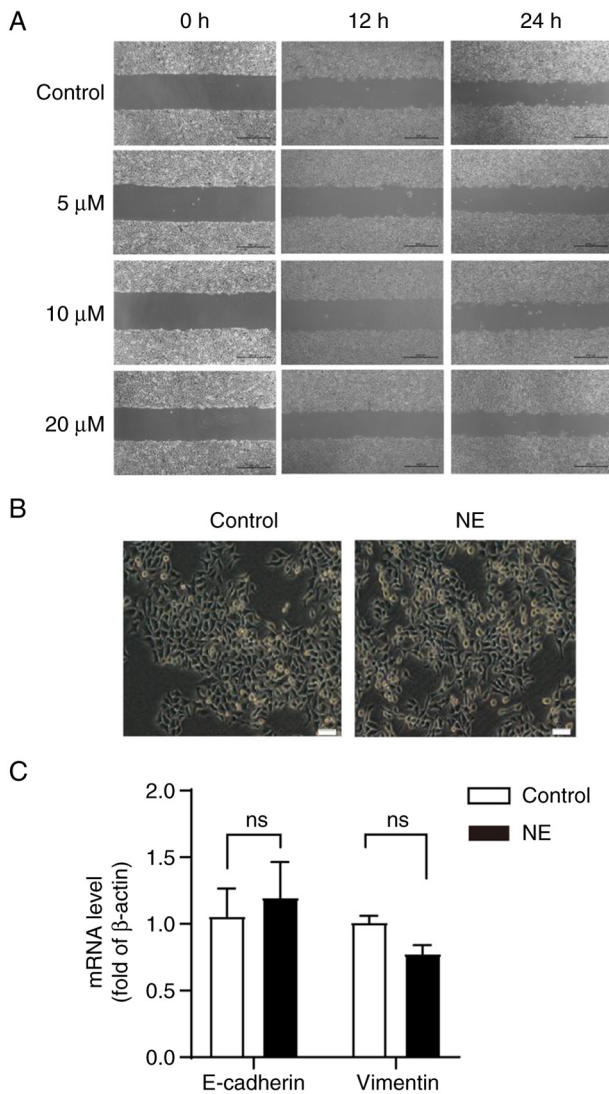 A
0 h 12 h 24 h
Control
5 μM
10 μM
20 μM
B
Control NE
C
mRNA level
(fold of β-actin)
2.0
1.5
1.0
0.5
0.0
ns ns
Control
NE
E-cadherin Vimentin